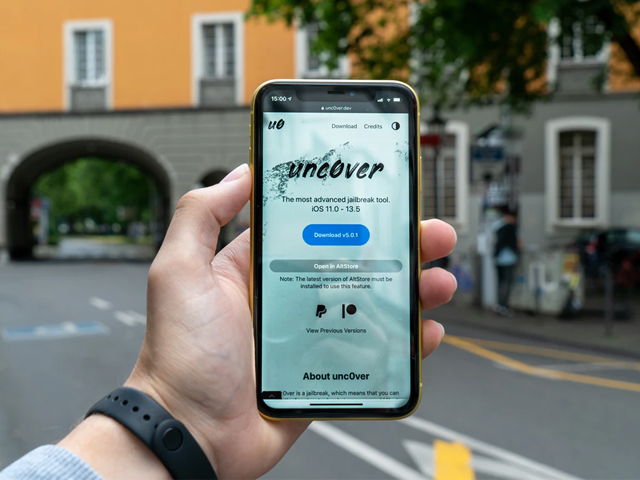 15:00
unc0ver.dev
u0
Download Credits
unc0ver
The most advanced jailbreak tool.
iOS 11.0 - 13.5
Download v5.0.1
Open in AltStore
Note: The latest version of AltStore must be
installed to use this feature.
View Previous Versions
About unc0ver
0ver is a jailbreak, which means that you can